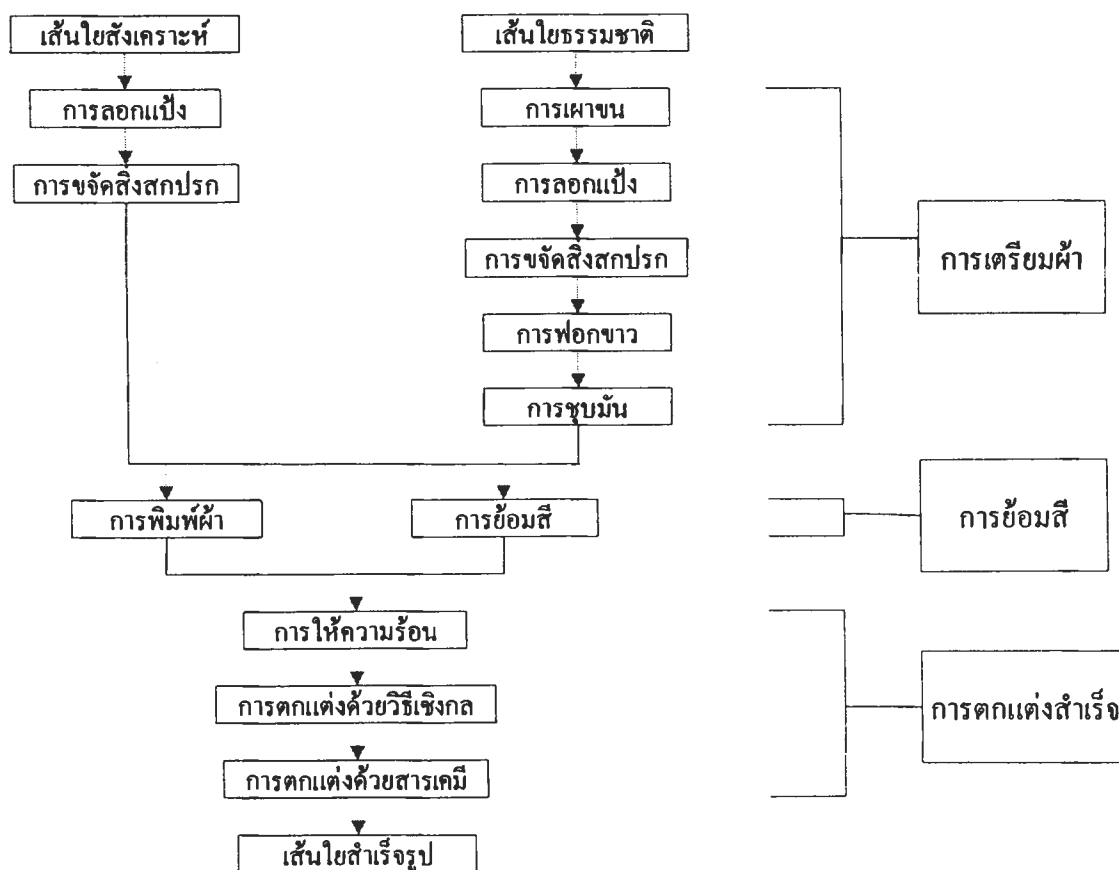 เส้นใยสังเคราะห์
เส้นใยธรรมชาติ
การลอกแป้ง
การเผาขน
การขจัดสิ่งสกปรก
การลอกแป้ง
การขจัดสิ่งสกปรก
การฟอกขาว
การชุบมัน
การเตรียมผ้า
การพิมพ์ผ้า
การย้อมสี
การย้อมสี
การให้ความร้อน
การตกแต่งด้วยวิธีเชิงกล
การตกแต่งด้วยสารเคมี
เส้นใยสำเร็จรูป
การตกแต่งสำเร็จ